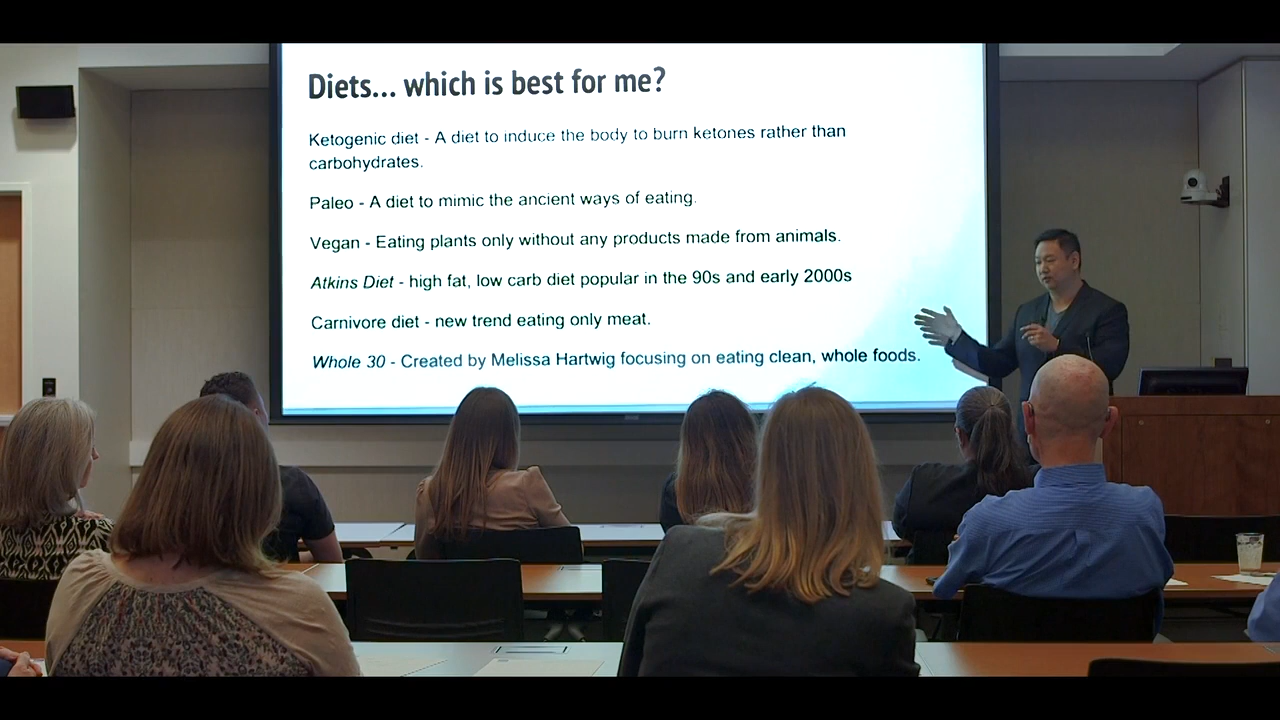 Diets... which is best for me?
Ketogenic diet - A diet to induce the body to burn ketones rather than
carbohydrates.
Paleo - A diet to mimic the ancient ways of eating.
Vegan - Eating plants only without any products made from animals.
Atkins Diet - high fat, low carb diet popular in the 90s and early 2000s
Carnivore diet - new trend eating only meat.
Whole 30 - Created by Melissa Hartwig focusing on eating clean, whole foods.